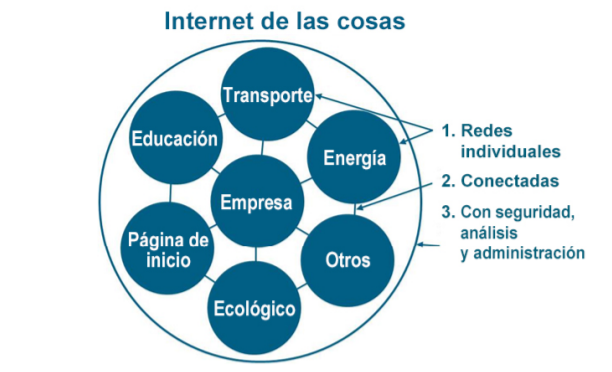 Internet de las cosas
Transporte
Educación
Energía
Empresa
Página de
inicio
Otros
Ecológico
1. Redes
individuales
2. Conectadas
3. Con seguridad,
análisis
y administración